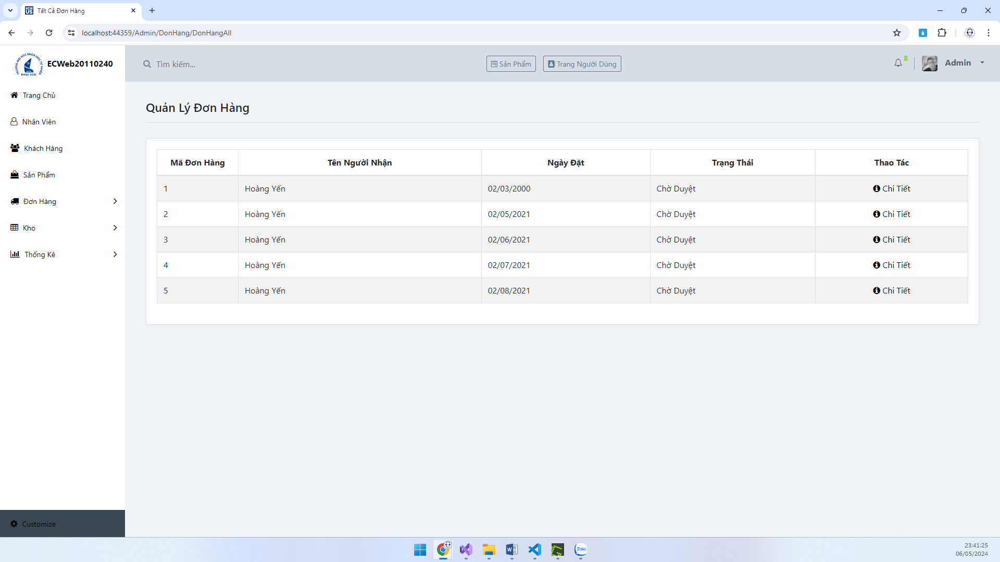 Tất Cả Đơn Hàng
localhost:44359/Admin/DonHang/DonHangAll
ECWeb20110240
Tìm kiếm...
Sản Phẩm
Trang Người Dùng
8
Admin
Trang Chủ
Nhân Viên
Khách Hàng
Sản Phẩm
Đơn Hàng
Kho
Thống Kê
Customize
Quản Lý Đơn Hàng
Mã Đơn Hàng Tên Người Nhận Ngày Đặt Trạng Thái Thao Tác
1 Hoàng Yến 02/03/2000 Chờ Duyệt Chi Tiết
2 Hoàng Yến 02/05/2021 Chờ Duyệt Chi Tiết
3 Hoàng Yến 02/06/2021 Chờ Duyệt Chi Tiết
4 Hoàng Yến 02/07/2021 Chờ Duyệt Chi Tiết
5 Hoàng Yến 02/08/2021 Chờ Duyệt Chi Tiết
Zalo
23:41:25
06/05/2024